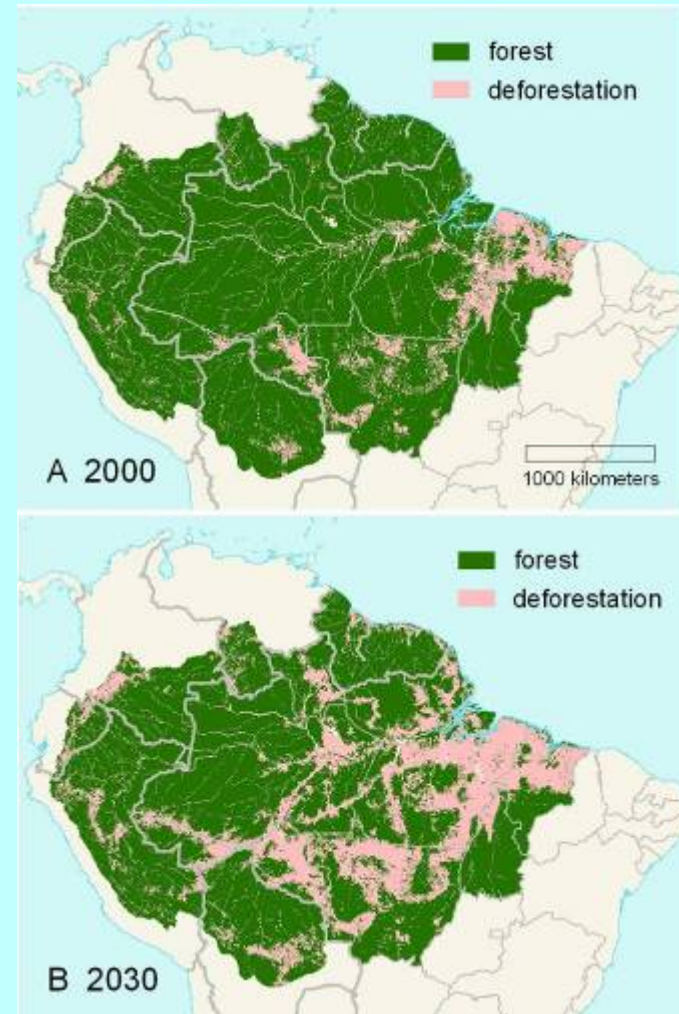 forest
deforestation
A 2000
1000 kilometers
forest
deforestation
B 2030